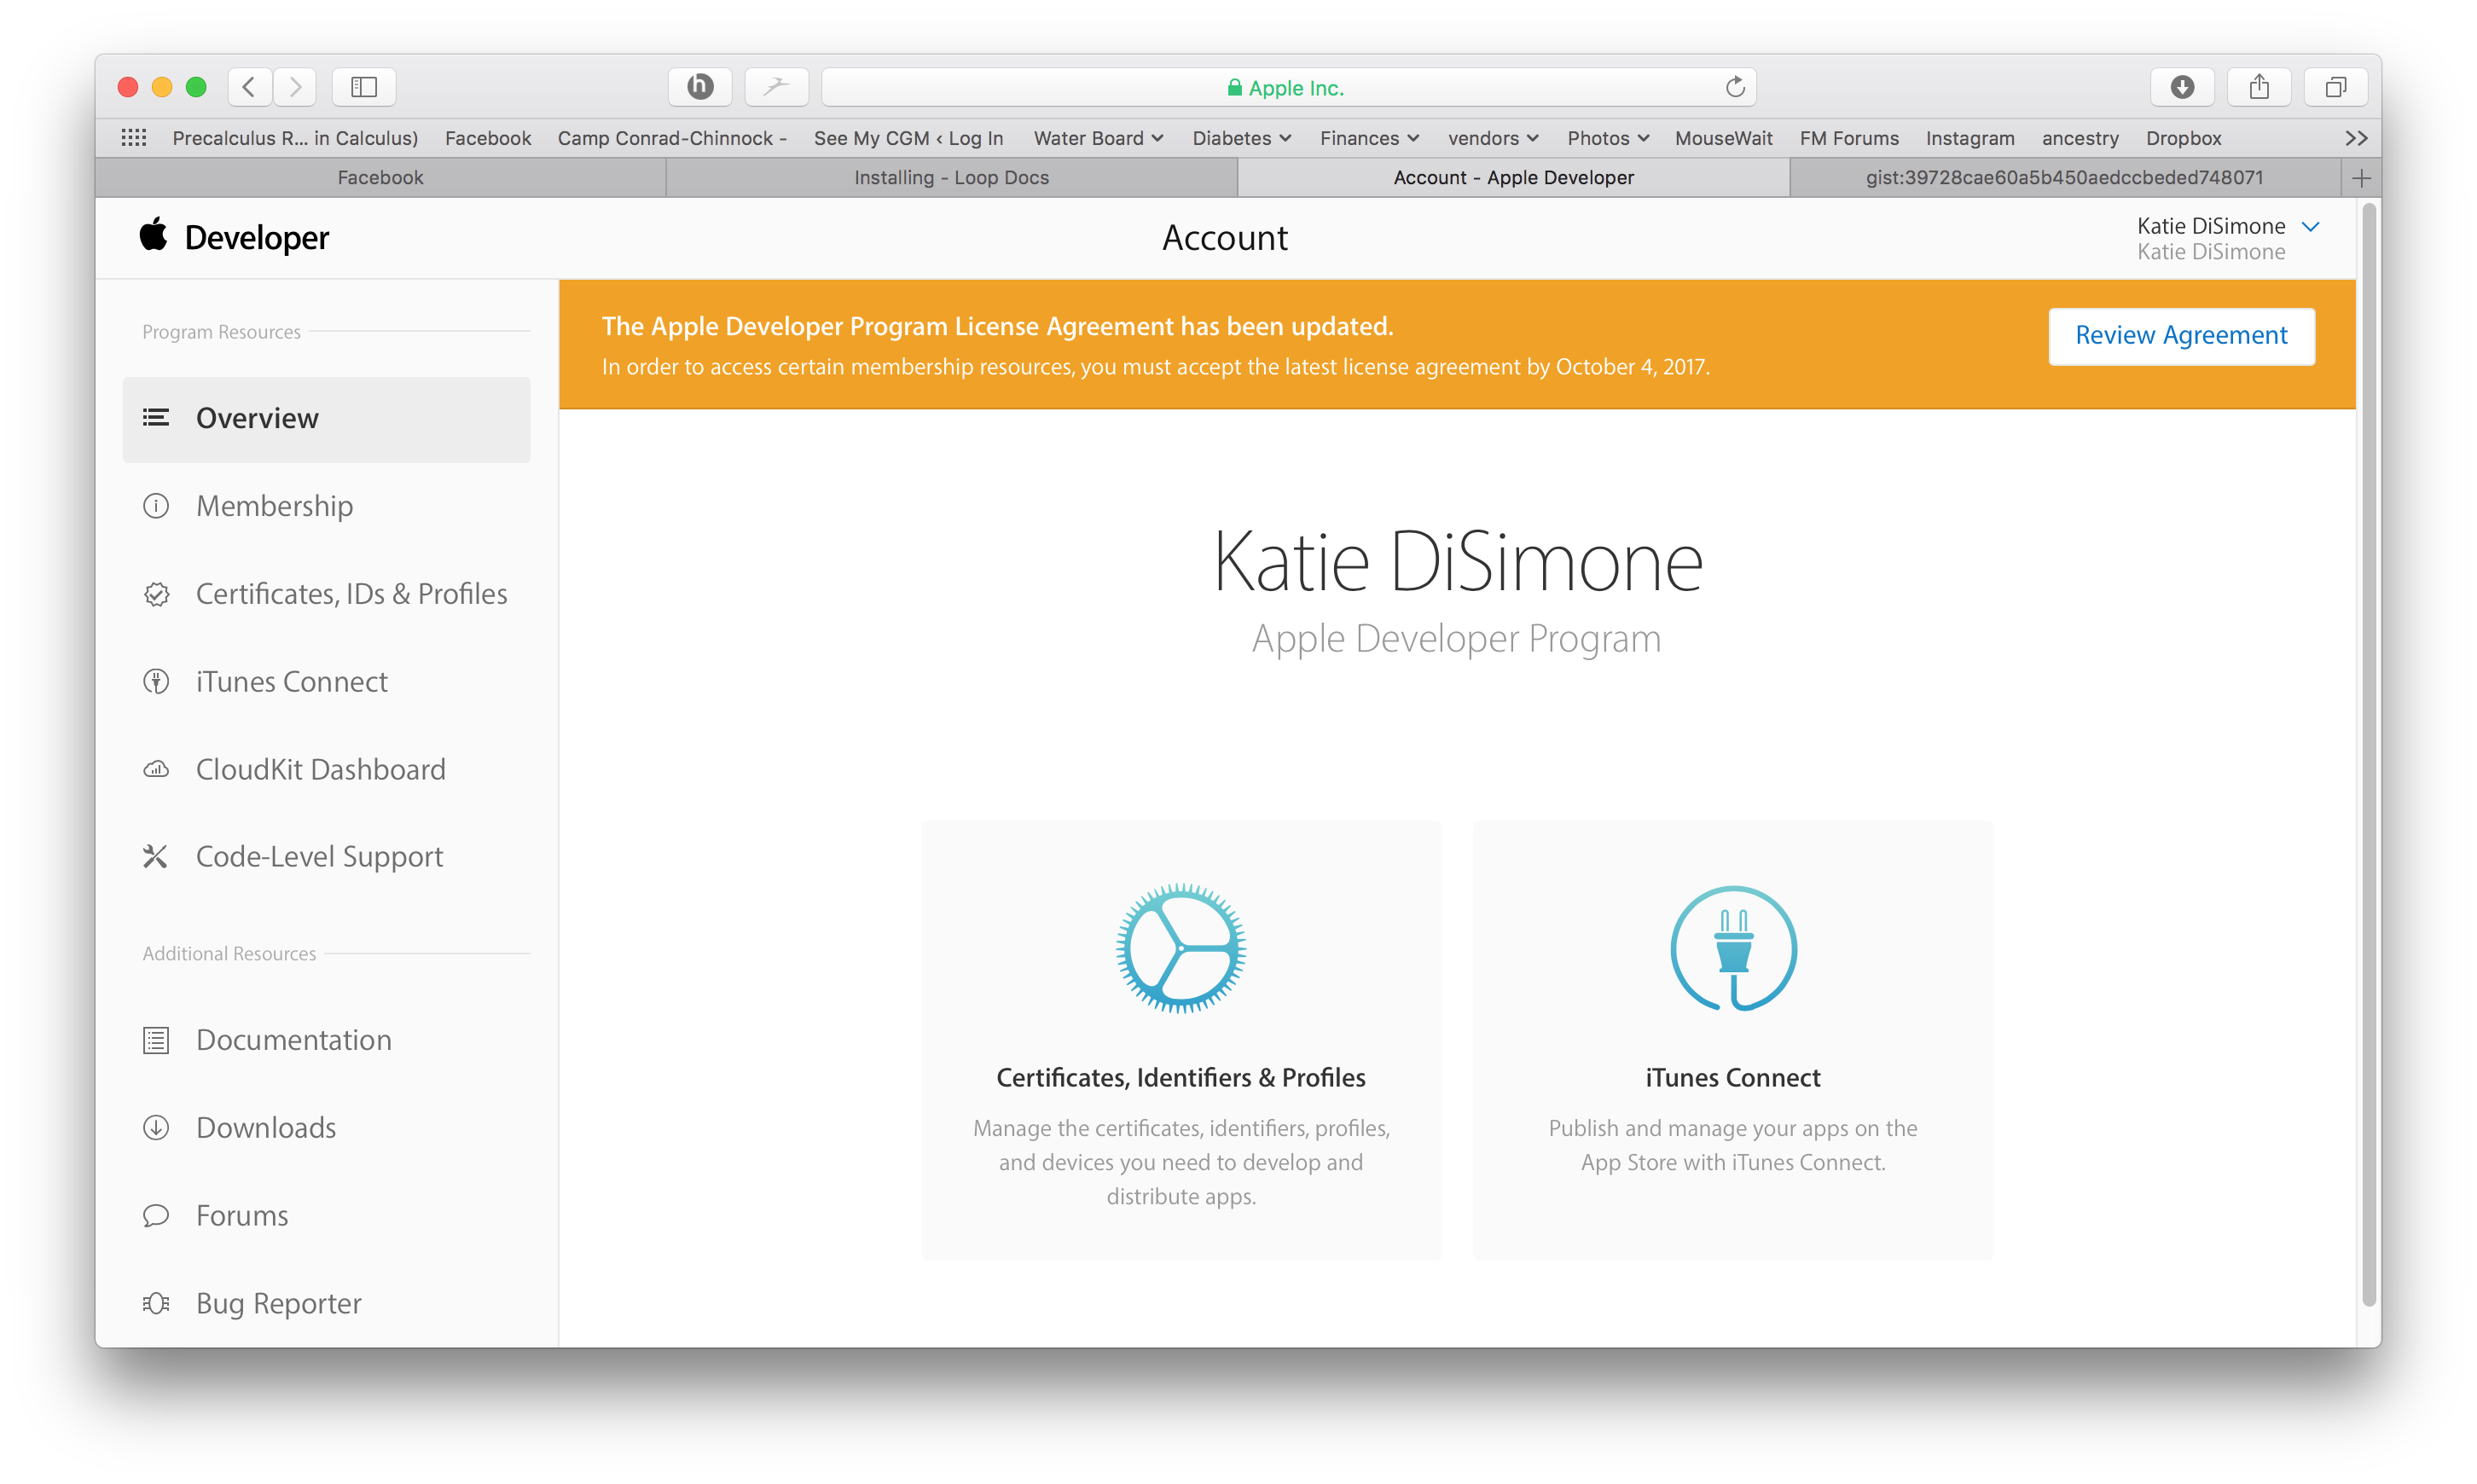 h
Apple Inc.
Precalculus R... in Calculus) Facebook Camp Conrad-Chinnock - See My CGM ‹ Log In Water Board Diabetes Finances vendors Photos MouseWait FM Forums Instagram ancestry Dropbox >>
Facebook Installing - Loop Docs Account - Apple Developer gist:39728cae60a5b450aedccbeded748071 +
Developer
Account
Katie DiSimone
Katie DiSimone
Program Resources
Overview
Membership
Certificates, IDs & Profiles
iTunes Connect
CloudKit Dashboard
Code-Level Support
Additional Resources
Documentation
Downloads
Forums
Bug Reporter
The Apple Developer Program License Agreement has been updated.
In order to access certain membership resources, you must accept the latest license agreement by October 4, 2017.
Review Agreement
Katie DiSimone
Apple Developer Program
Certificates, Identifiers & Profiles
Manage the certificates, identifiers, profiles,
and devices you need to develop and
distribute apps.
iTunes Connect
Publish and manage your apps on the
App Store with iTunes Connect.